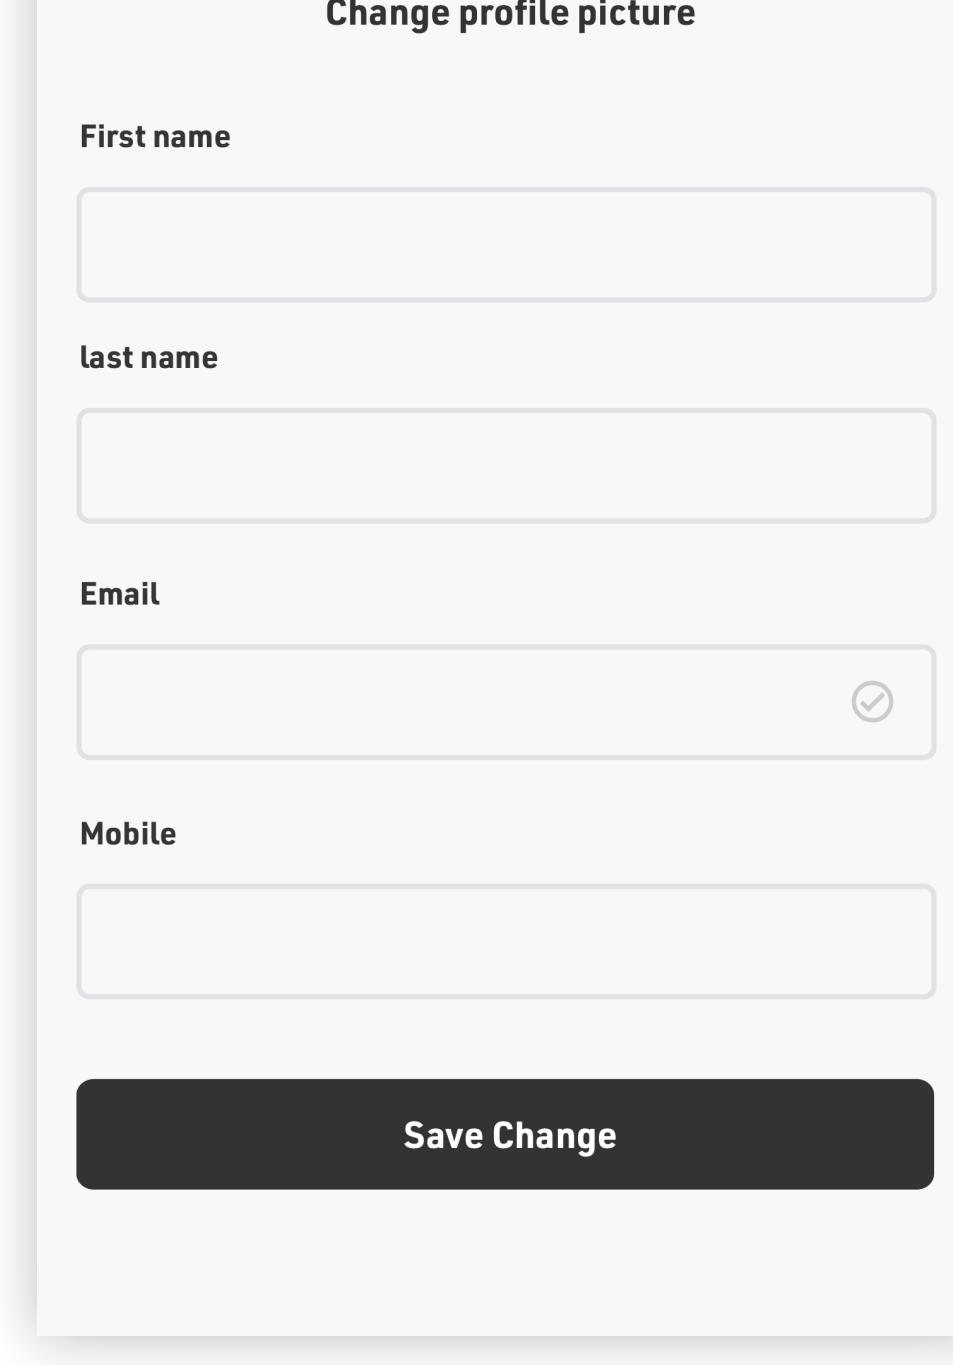 Change profile picture
First name
last name
Email
Mobile
Save Change